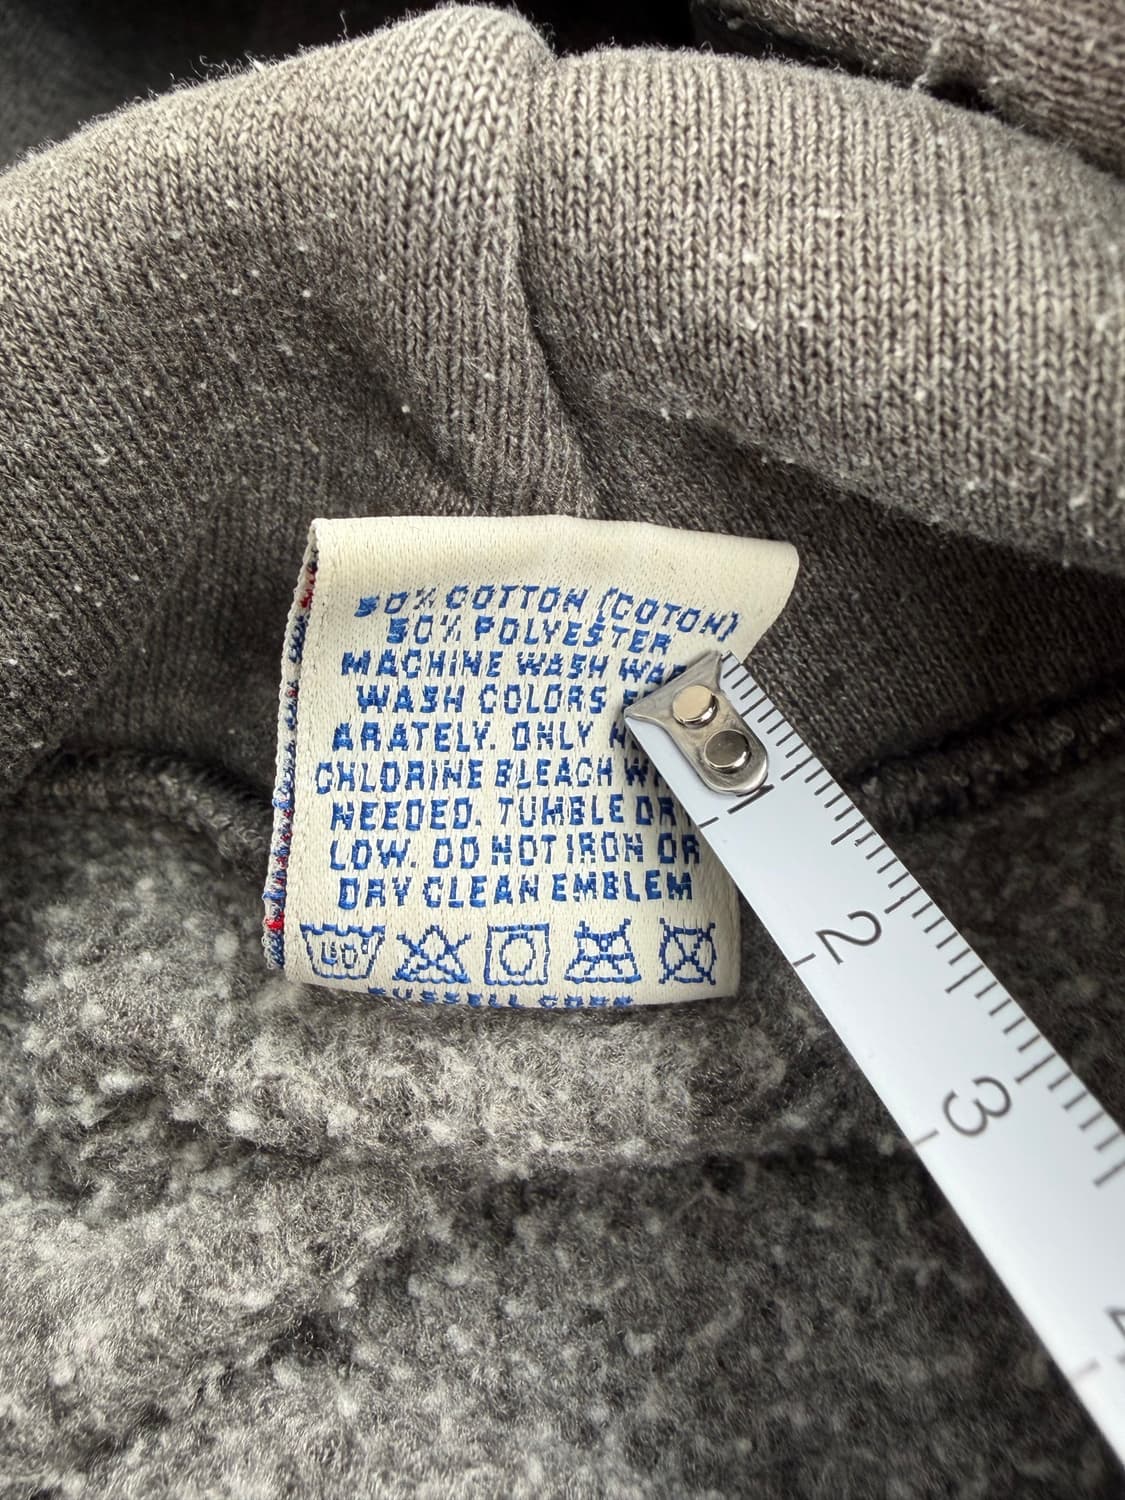 50% COTTON (COTON)
50% POLYESTER
MACHINE WASH
WASH COLORS
ARATELY. ONLY
CHLORINE BLEACH
NEEDED. TUMBLE
LOW. DO NOT IRON OR
DRY CLEAN EMBLEM
40°
1
2
3